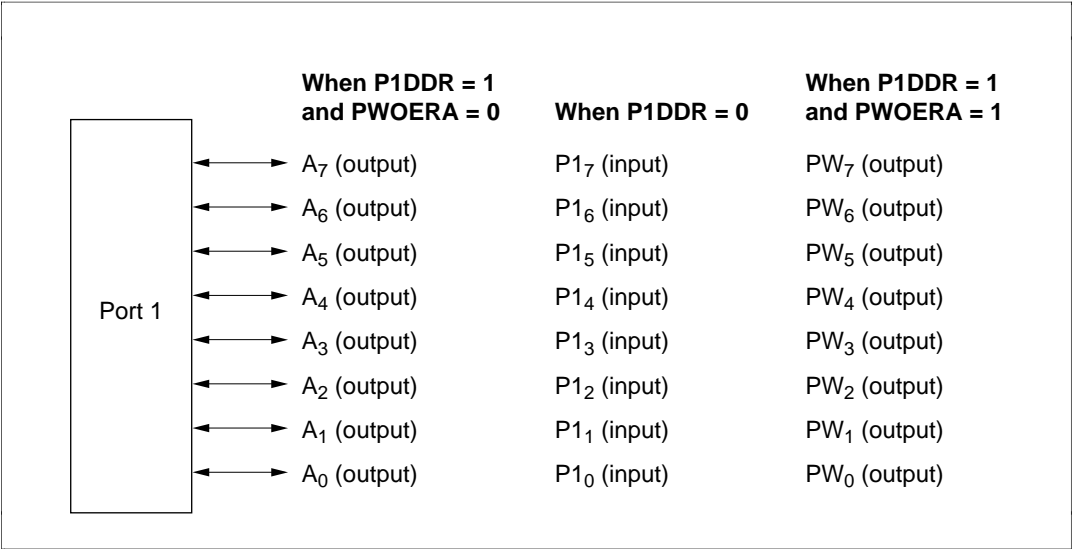 When P1DDR = 1 and PWOERA = 0
When P1DDR = 0
When P1DDR = 1 and PWOERA = 1
Port 1
A7 (output) P17 (input) PW7 (output)
A6 (output) P16 (input) PW6 (output)
A5 (output) P15 (input) PW5 (output)
A4 (output) P14 (input) PW4 (output)
A3 (output) P13 (input) PW3 (output)
A2 (output) P12 (input) PW2 (output)
A1 (output) P11 (input) PW1 (output)
A0 (output) P10 (input) PW0 (output)